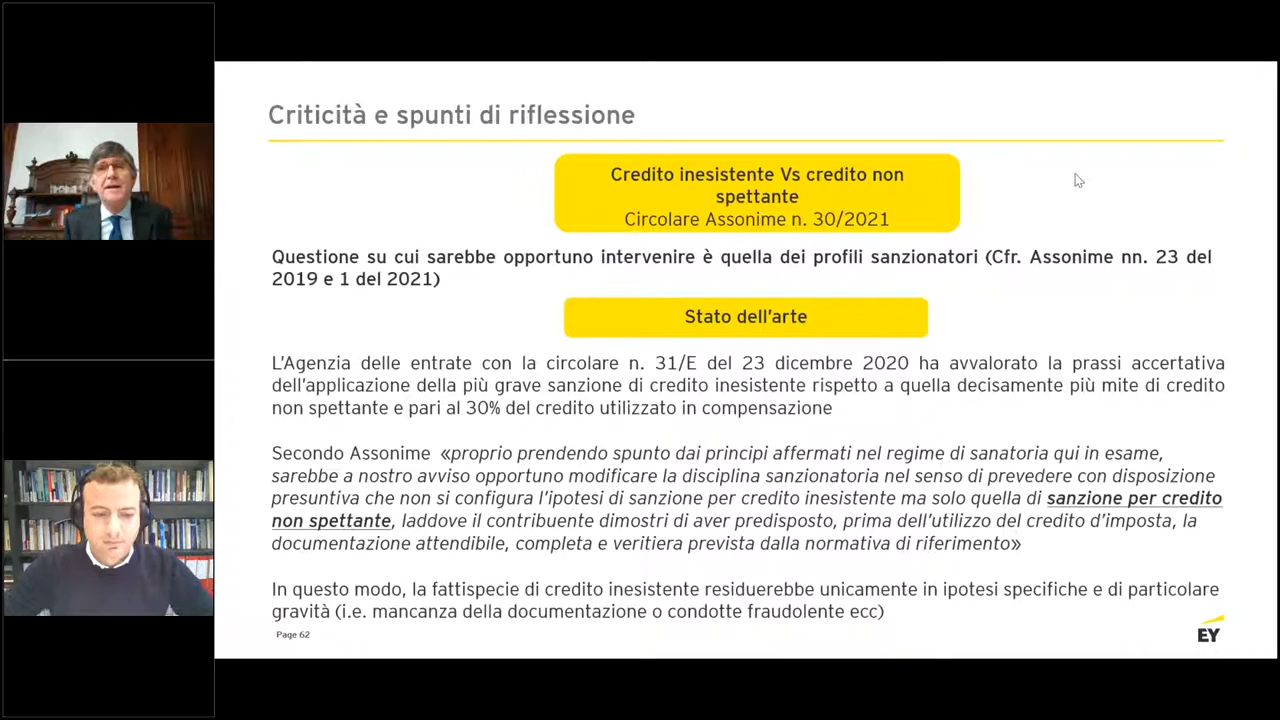 Criticità e spunti di riflessione
Credito inesistente Vs credito non
spettante
Circolare Assonime n. 30/2021
Questione su cui sarebbe opportuno intervenire è quella dei profili sanzionatori (Cfr. Assonime nn. 23 del
2019 e 1 del 2021)
Stato dell'arte
L'Agenzia delle entrate con la circolare n. 31/E del 23 dicembre 2020 ha avvalorato la prassi accertativa
dell'applicazione della più grave sanzione di credito inesistente rispetto a quella decisamente più mite di credito
non spettante e pari al 30% del credito utilizzato in compensazione
Secondo Assonime «proprio prendendo spunto dai principi affermati nel regime di sanatoria qui in esame,
sarebbe a nostro avviso opportuno modificare la disciplina sanzionatoria nel senso di prevedere con disposizione
presuntiva che non si configura l'ipotesi di sanzione per credito inesistente ma solo quella di sanzione per credito
non spettante, laddove il contribuente dimostri di aver predisposto, prima dell'utilizzo del credito d'imposta, la
documentazione attendibile, completa e veritiera prevista dalla normativa di riferimento»
In questo modo, la fattispecie di credito inesistente residuerebbe unicamente in ipotesi specifiche e di particolare
gravità (i.e. mancanza della documentazione o condotte fraudolente ecc)
Page 62
EY